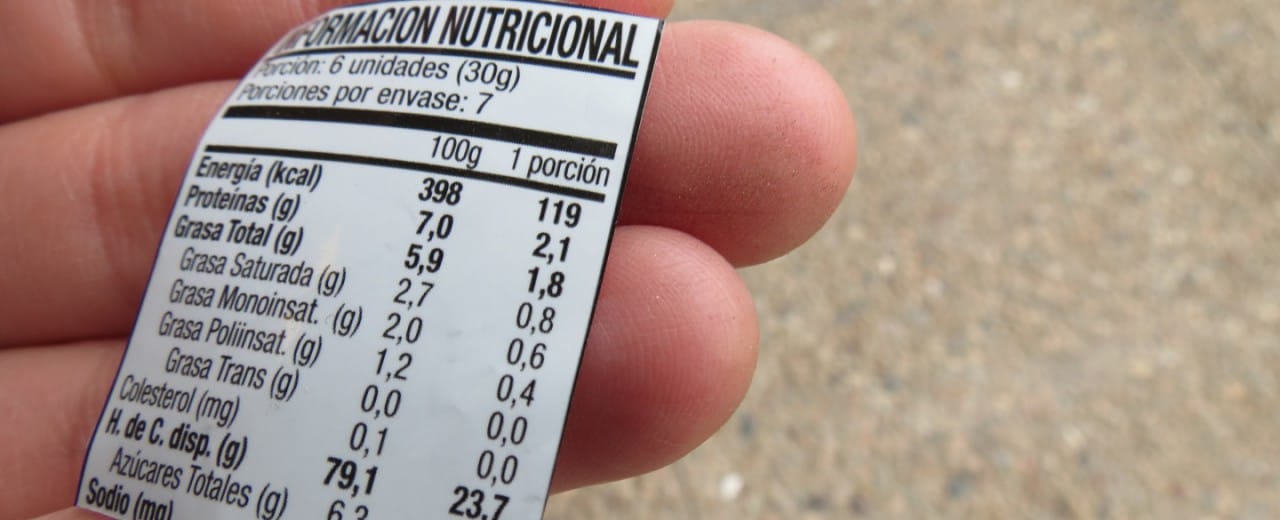 INFORMACION NUTRICIONAL
Porción: 6 unidades (30g)
Porciones por envase: 7
100g 1 porción
Energía (kcal) 398 119
Proteínas (g) 7,0 2,1
Grasa Total (g) 5,9 1,8
Grasa Saturada (g) 2,7 0,8
Grasa Monoinsat. (g) 2,0 0,6
Grasa Poliinsat. (g) 1,2 0,4
Grasa Trans (g) 0,0 0,0
Colesterol (mg) 0,1 0,0
H. de C. disp. (g) 79,1 23,7
Azúcares Totales (g) 6,3
Sodio (mg)